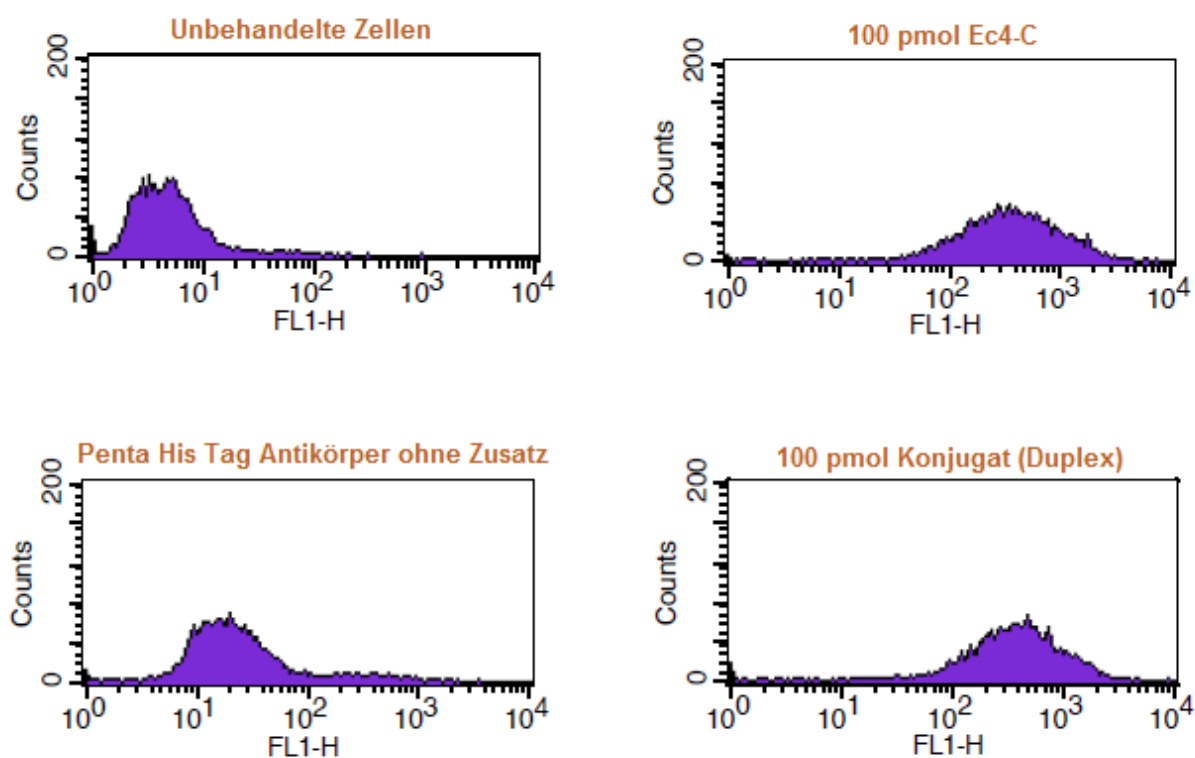 Unbehandelte Zellen
200
Counts
0
10^0 10^1 10^2 10^3 10^4
FL1-H
100 pmol Ec4-C
200
Counts
0
10^0 10^1 10^2 10^3 10^4
FL1-H
Penta His Tag Antikörper ohne Zusatz
200
Counts
0
10^0 10^1 10^2 10^3 10^4
FL1-H
100 pmol Konjugat (Duplex)
200
Counts
0
10^0 10^1 10^2 10^3 10^4
FL1-H